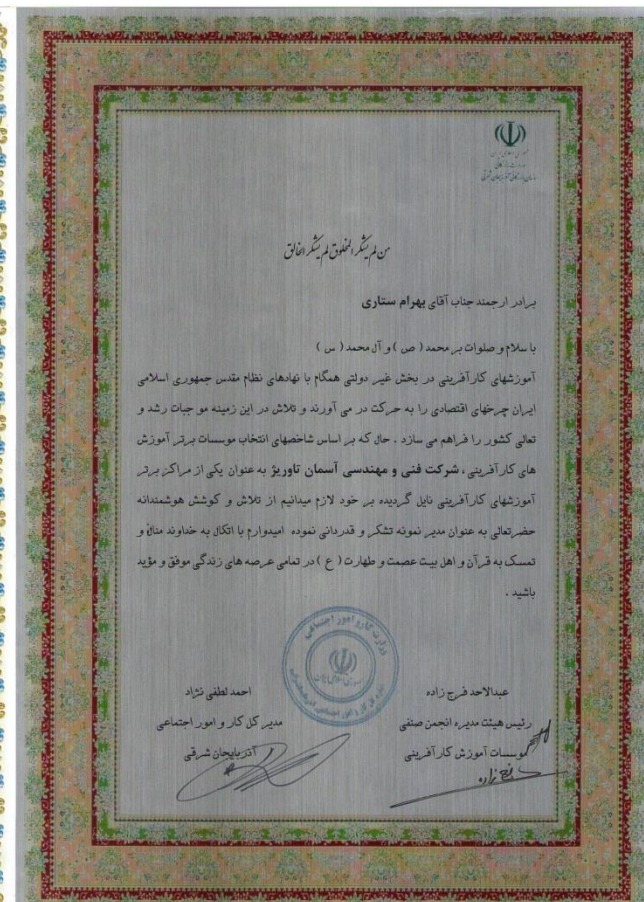 من لم یشکر المخلوق لم یشکر الخالق
برادر ارجمند جناب آقای بهرام ستاری
با سلام و صلوات بر محمد ( ص ) و آل محمد ( س )
آموزشهای کارآفرینی در بخش غیر دولتی همگام با نهادهای نظام مقدس جمهوری اسلامی
ایران چرخهای اقتصادی را به حرکت در می آورند و تلاش در این زمینه مو جبات رشد و
تعالی کشور را فراهم می سازد . حال که بر اساس شاخصهای انتخاب موسسات برتر آموزش
های کارآفرینی ، شرکت فنی و مهندسی آسمان تاوریژ به عنوان یکی از مراکز برتر
آموزشهای کارآفرینی نایل گردیده بر خود لازم میدانیم از تلاش و کوشش هوشمندانه
حضرتعالی به عنوان مدیر نمونه تشکر و قدردانی نموده امیدوارم با اتکال به خداوند منان و
تمسک به قرآن و اهل بیت عصمت و طهارت ( ع ) در تمامی عرصه های زندگی موفق و مؤید
باشید .
عبدالاحد فرج زاده
رئیس هیئت مدیره انجمن صنفی
موسسات آموزش کارآفرینی
احمد لطفی نژاد
مدیر کل کار و امور اجتماعی
آذربایجان شرقی
وزارت کار و امور اجتماعی